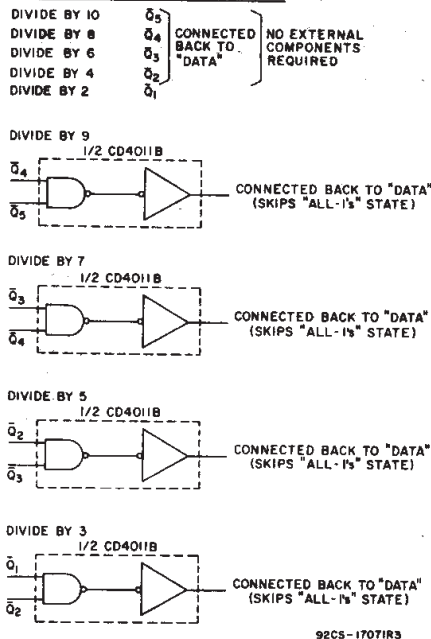 DIVIDE BY 10 Q̄5 CONNECTED BACK TO "DATA" NO EXTERNAL COMPONENTS REQUIRED
DIVIDE BY 8 Q̄4
DIVIDE BY 6 Q̄3
DIVIDE BY 4 Q̄2
DIVIDE BY 2 Q̄1
DIVIDE BY 9
1/2 CD4011B
Q̄4
Q̄5
CONNECTED BACK TO "DATA"
(SKIPS "ALL-1's" STATE)
DIVIDE BY 7
1/2 CD4011B
Q̄3
Q̄4
CONNECTED BACK TO "DATA"
(SKIPS "ALL-1's" STATE)
DIVIDE BY 5
1/2 CD4011B
Q̄2
Q̄3
CONNECTED BACK TO "DATA"
(SKIPS "ALL-1's" STATE)
DIVIDE BY 3
1/2 CD4011B
Q̄1
Q̄2
CONNECTED BACK TO "DATA"
(SKIPS "ALL-1's" STATE)
92CS-17071R3